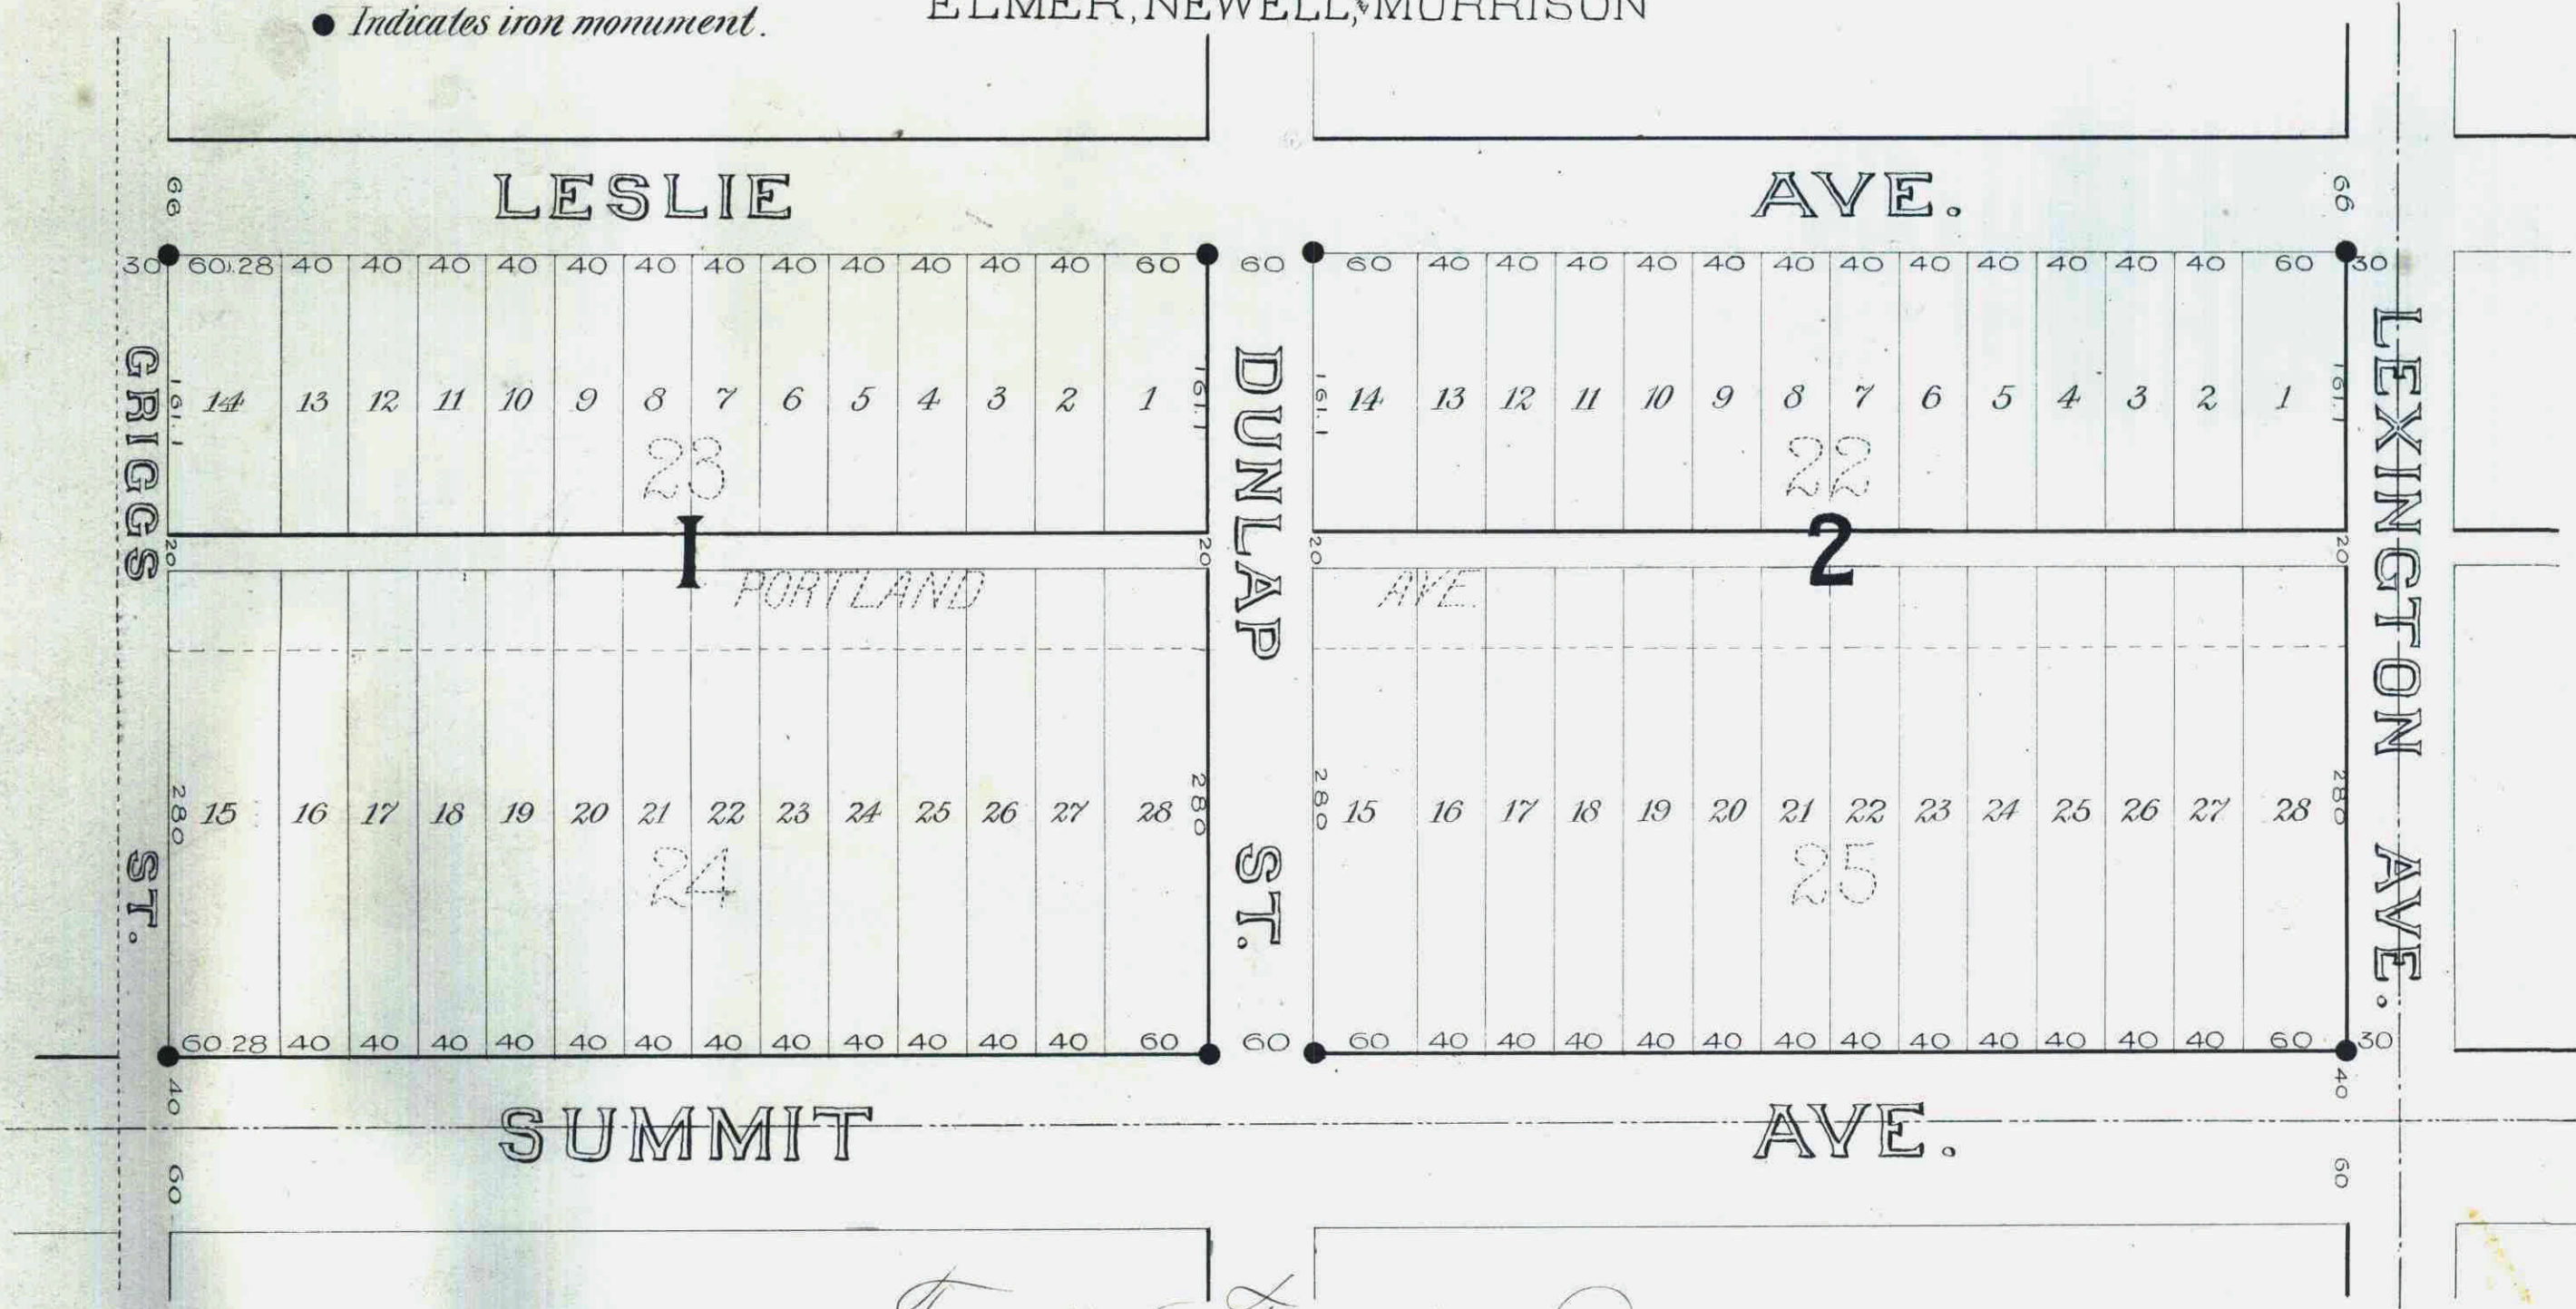 ELMER, NEWELL, & MORRISON
● Indicates iron monument.
LESLIE AVE.
66 66
30 60.28 40 40 40 40 40 40 40 40 40 40 40 40 60 60 60 40 40 40 40 40 40 40 40 40 40 40 40 60 30
GRIGGS ST.
161.1 14 13 12 11 10 9 8 7 6 5 4 3 2 1 161.1
23
DUNLAP ST.
161.1 14 13 12 11 10 9 8 7 6 5 4 3 2 1 161.1
22
LEXINGTON AVE.
20 1 20 20 2 20
PORTLAND AVE.
280 15 16 17 18 19 20 21 22 23 24 25 26 27 28 280
24
280 15 16 17 18 19 20 21 22 23 24 25 26 27 28 280
25
60.28 40 40 40 40 40 40 40 40 40 40 40 40 60 60 60 40 40 40 40 40 40 40 40 40 40 40 40 60 30
40 40
SUMMIT AVE.
60 60